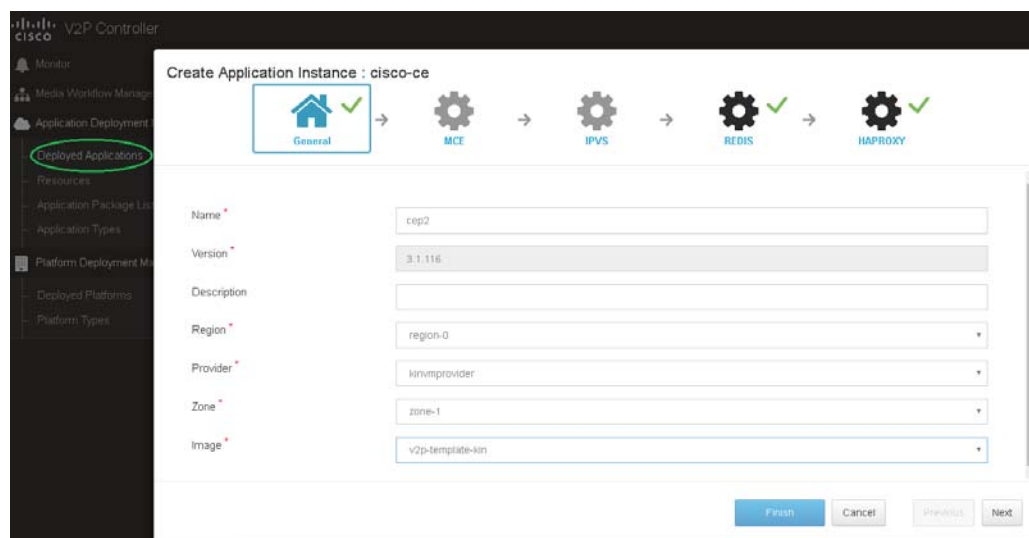 CISCO V2P Controller
Monitor
Media Workflow Manage
Application Deployment
Deployed Applications
Resources
Application Package List
Application Types
Platform Deployment Ma
Deployed Platforms
Platform Types
Create Application Instance : cisco-ce
General
MCE
IPVS
REDIS
HAPROXY
Name *
cep2
Version *
3.1.116
Description
Region *
region-0
Provider *
kinvmprovider
Zone *
zone-1
Image *
v2p-template-kin
Finish
Cancel
Previous
Next